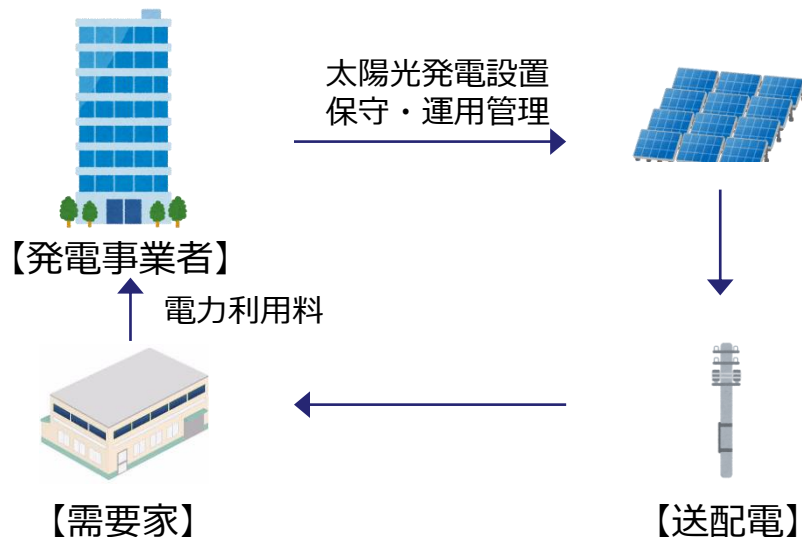 太陽光発電設置
保守・運用管理
【発電事業者】
電力利用料
【需要家】
【送配電】